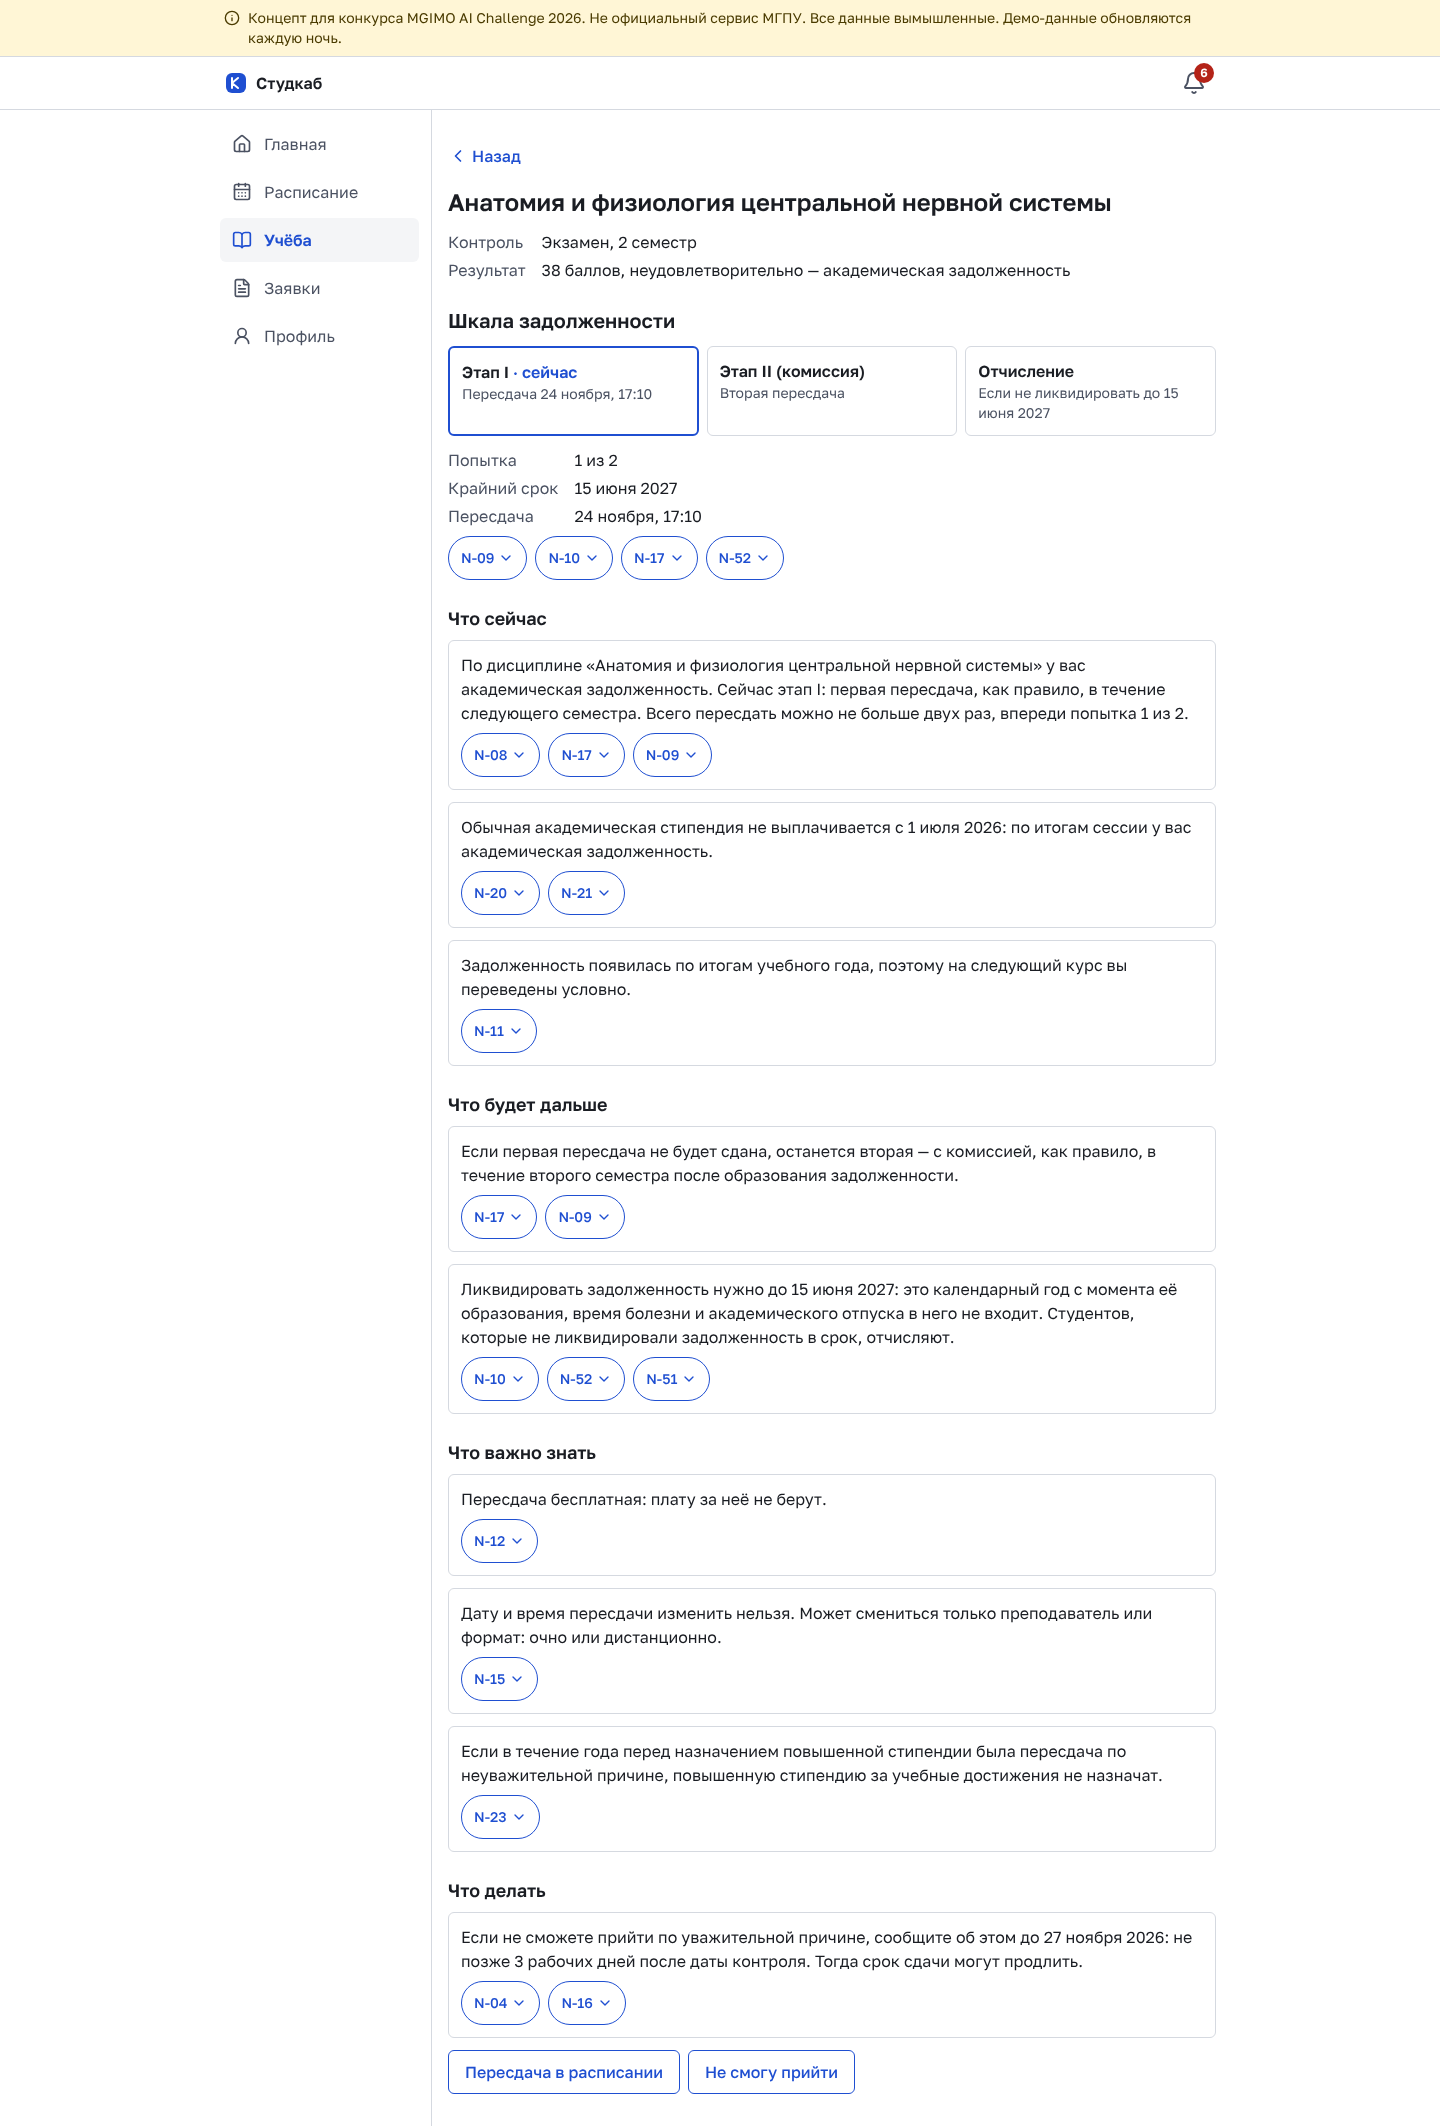 Концепт для конкурса MGIMO AI Challenge 2026. Не официальный сервис МГПУ. Все данные вымышленные. Демо-данные обновляются
каждую ночь.
Студкаб
6
Главная
Расписание
Учёба
Заявки
Профиль
Назад
Анатомия и физиология центральной нервной системы
Контроль Экзамен, 2 семестр
Результат 38 баллов, неудовлетворительно — академическая задолженность
Шкала задолженности
Этап I · сейчас
Пересдача 24 ноября, 17:10
Этап II (комиссия)
Вторая пересдача
Отчисление
Если не ликвидировать до 15
июня 2027
Попытка 1 из 2
Крайний срок 15 июня 2027
Пересдача 24 ноября, 17:10
N-09 N-10 N-17 N-52
Что сейчас
По дисциплине «Анатомия и физиология центральной нервной системы» у вас
академическая задолженность. Сейчас этап I: первая пересдача, как правило, в течение
следующего семестра. Всего пересдать можно не больше двух раз, впереди попытка 1 из 2.
N-08 N-17 N-09
Обычная академическая стипендия не выплачивается с 1 июля 2026: по итогам сессии у вас
академическая задолженность.
N-20 N-21
Задолженность появилась по итогам учебного года, поэтому на следующий курс вы
переведены условно.
N-11
Что будет дальше
Если первая пересдача не будет сдана, останется вторая — с комиссией, как правило, в
течение второго семестра после образования задолженности.
N-17 N-09
Ликвидировать задолженность нужно до 15 июня 2027: это календарный год с момента её
образования, время болезни и академического отпуска в него не входит. Студентов,
которые не ликвидировали задолженность в срок, отчисляют.
N-10 N-52 N-51
Что важно знать
Пересдача бесплатная: плату за неё не берут.
N-12
Дату и время пересдачи изменить нельзя. Может смениться только преподаватель или
формат: очно или дистанционно.
N-15
Если в течение года перед назначением повышенной стипендии была пересдача по
неуважительной причине, повышенную стипендию за учебные достижения не назначат.
N-23
Что делать
Если не сможете прийти по уважительной причине, сообщите об этом до 27 ноября 2026: не
позже 3 рабочих дней после даты контроля. Тогда срок сдачи могут продлить.
N-04 N-16
Пересдача в расписании Не смогу прийти